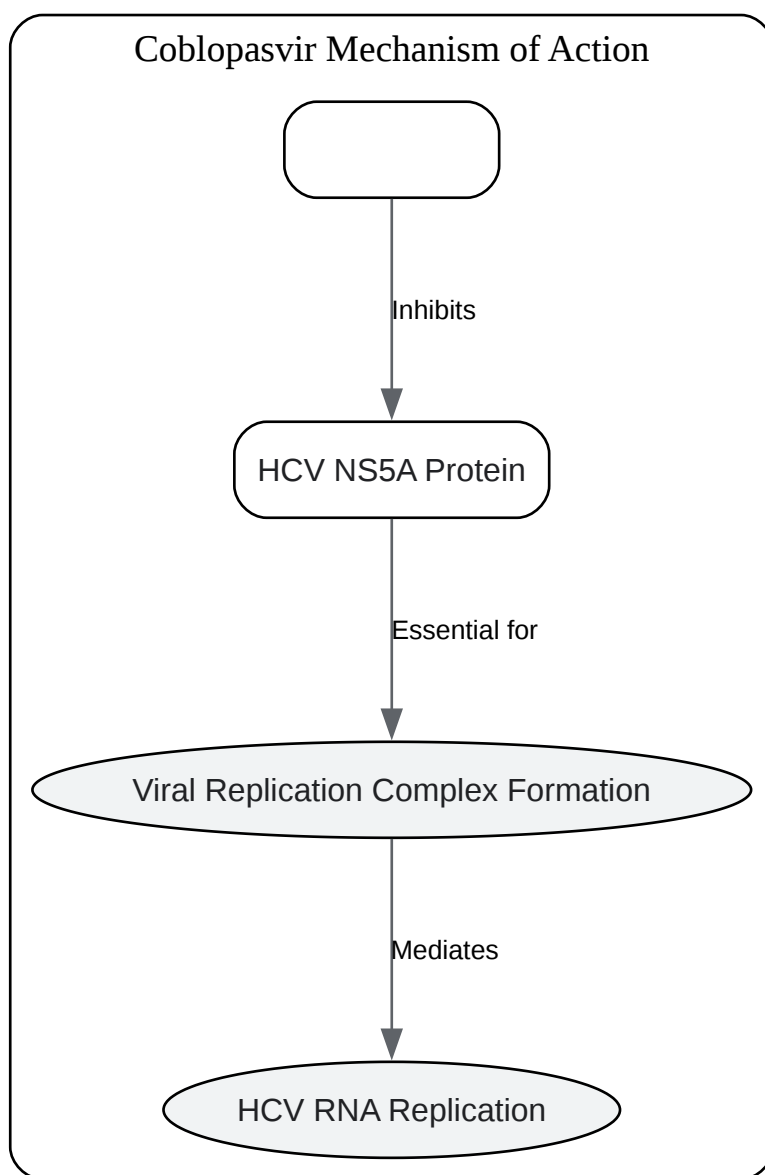 Coblopasvir Mechanism of Action
Inhibits
HCV NS5A Protein
Essential for
Viral Replication Complex Formation
Mediates
HCV RNA Replication